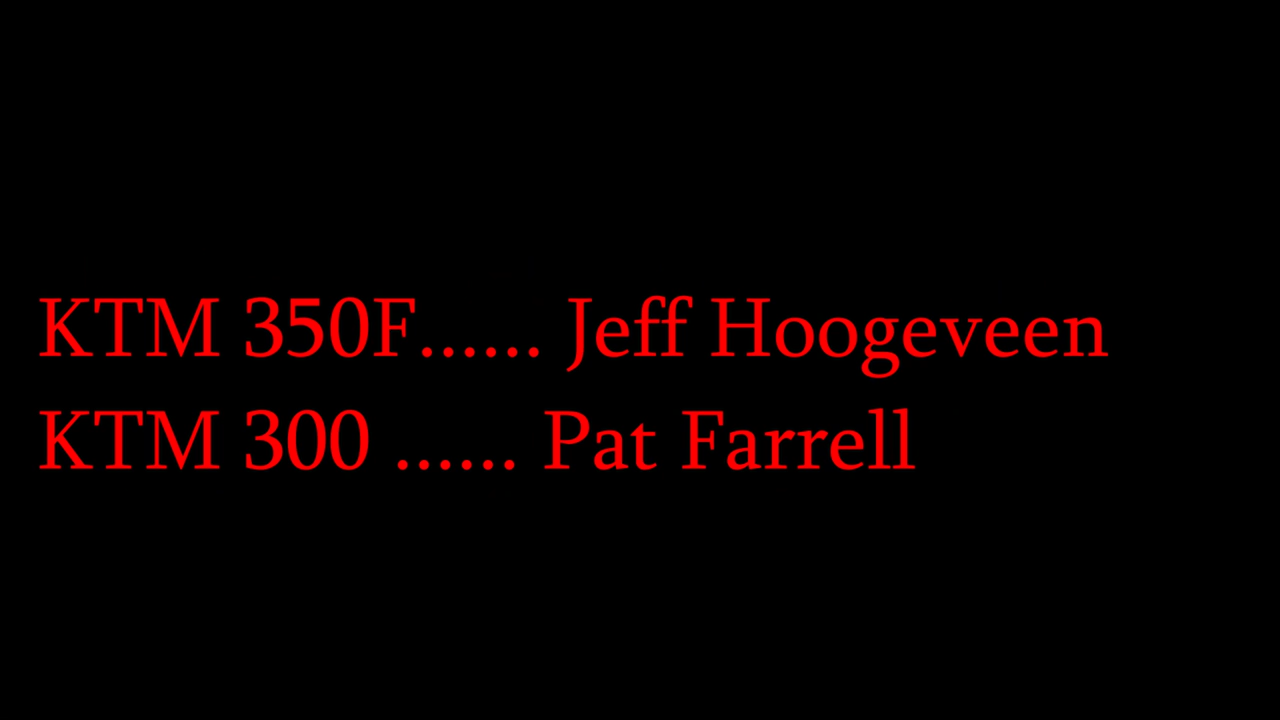 KTM 350F...... Jeff Hoogeveen
KTM 300 ...... Pat Farrell